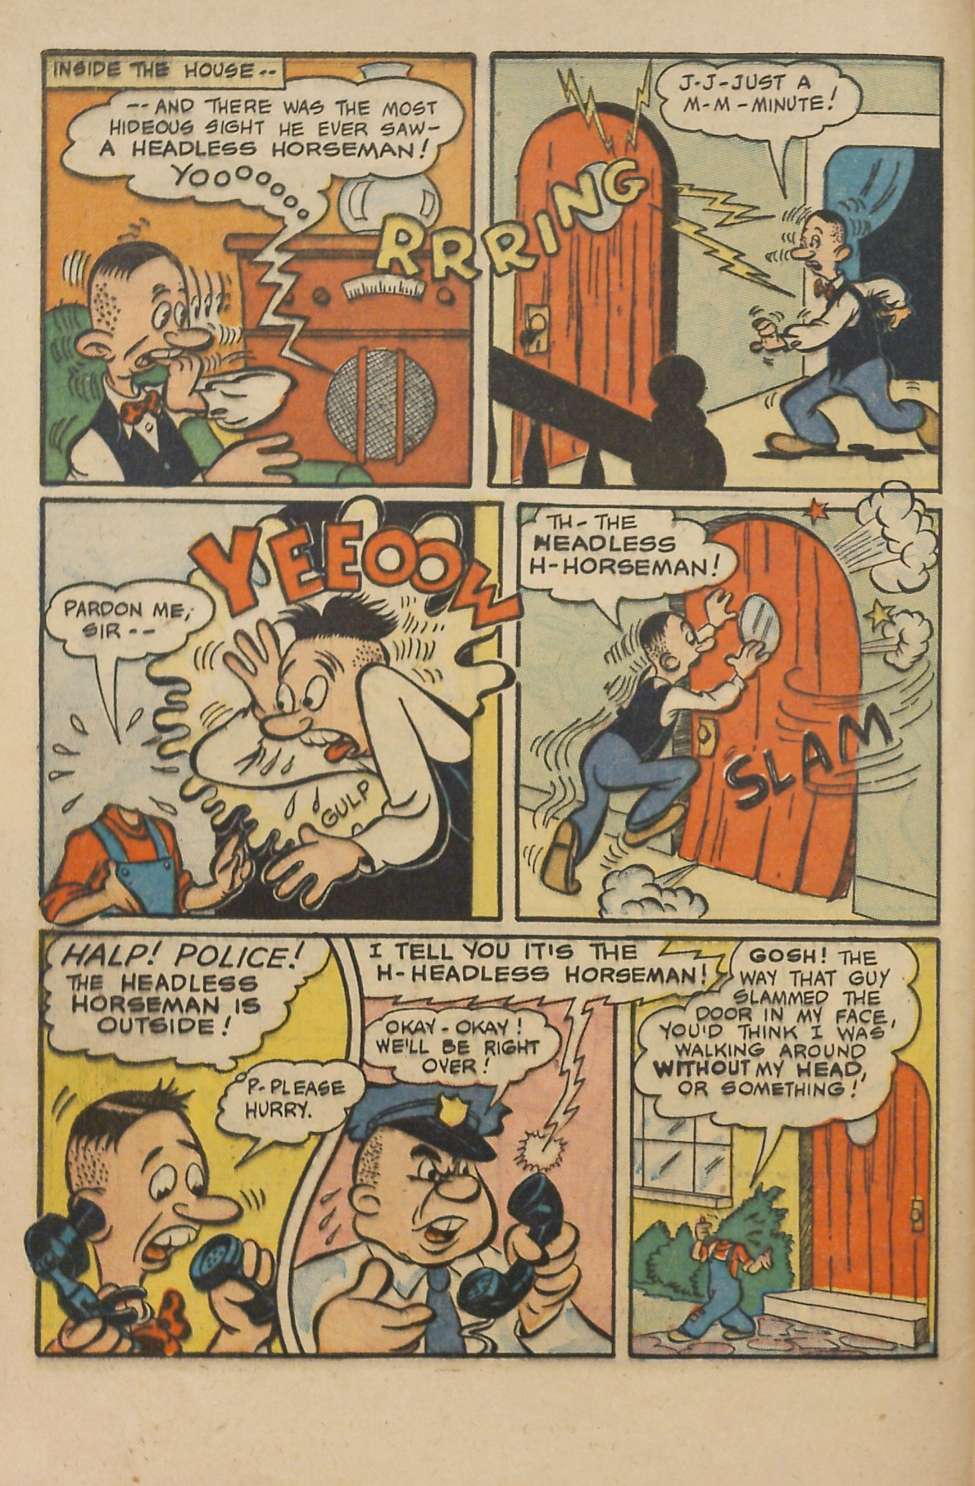 INSIDE THE HOUSE--
--AND THERE WAS THE MOST
HIDEOUS SIGHT HE EVER SAW-
A HEADLESS HORSEMAN!
YOOOOOOO
RRRRING
J-J-JUST A
M-M-MINUTE!
PARDON ME,
SIR--
YEEOOW
GULP
TH-THE
HEADLESS
H-HORSEMAN!
SLAM
HALP! POLICE!
THE HEADLESS
HORSEMAN IS
OUTSIDE!
P-PLEASE
HURRY.
I TELL YOU IT'S THE
H-HEADLESS HORSEMAN!
OKAY-OKAY!
WE'LL BE RIGHT
OVER!
GOSH! THE
WAY THAT GUY
SLAMMED THE
DOOR IN MY FACE,
YOU'D THINK I WAS
WALKING AROUND
WITHOUT MY HEAD,
OR SOMETHING!